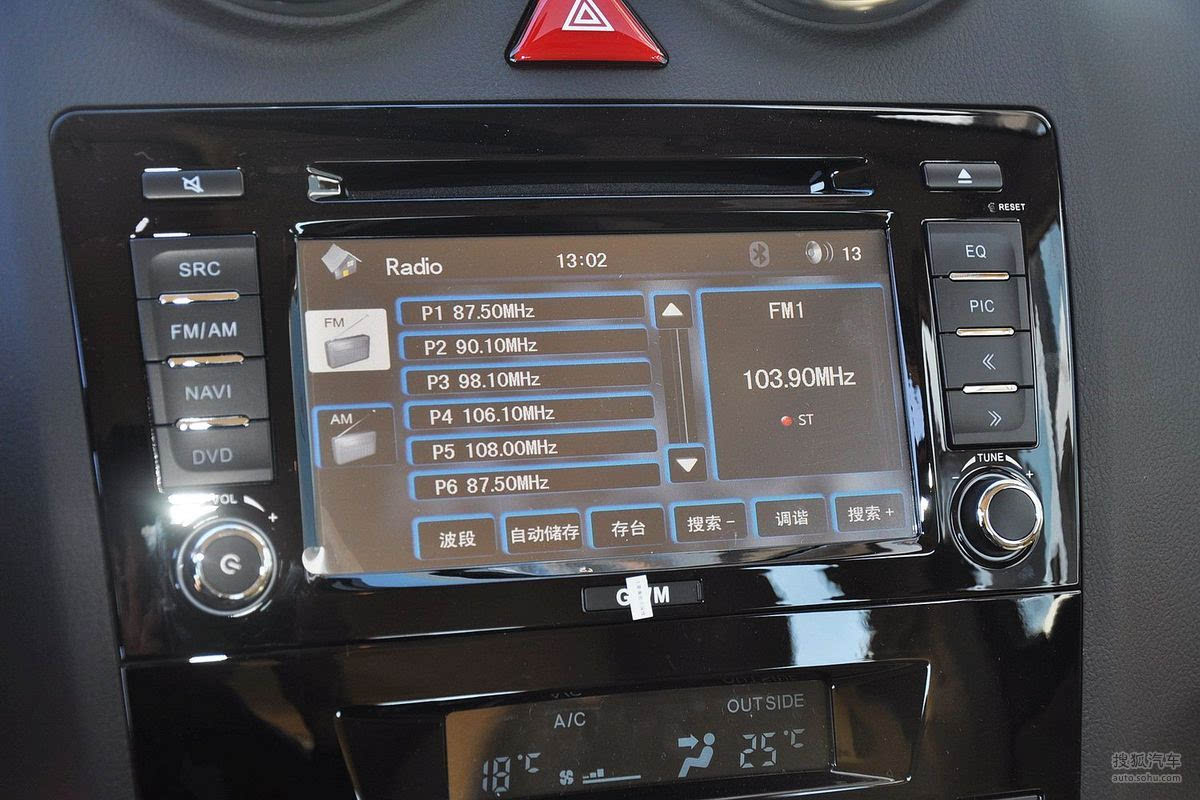 RESET
SRC
FM/AM
NAVI
DVD
VOL
+
Radio 13:02 13
FM
AM
P1 87.50MHz
P2 90.10MHz
P3 98.10MHz
P4 106.10MHz
P5 108.00MHz
P6 87.50MHz
FM1
103.90MHz
ST
波段 自动储存 存台 搜索- 调谐 搜索+
EQ
PIC
TUNE
- +
A/C
OUTSIDE
18℃
25℃
搜狐汽车
auto.sohu.com